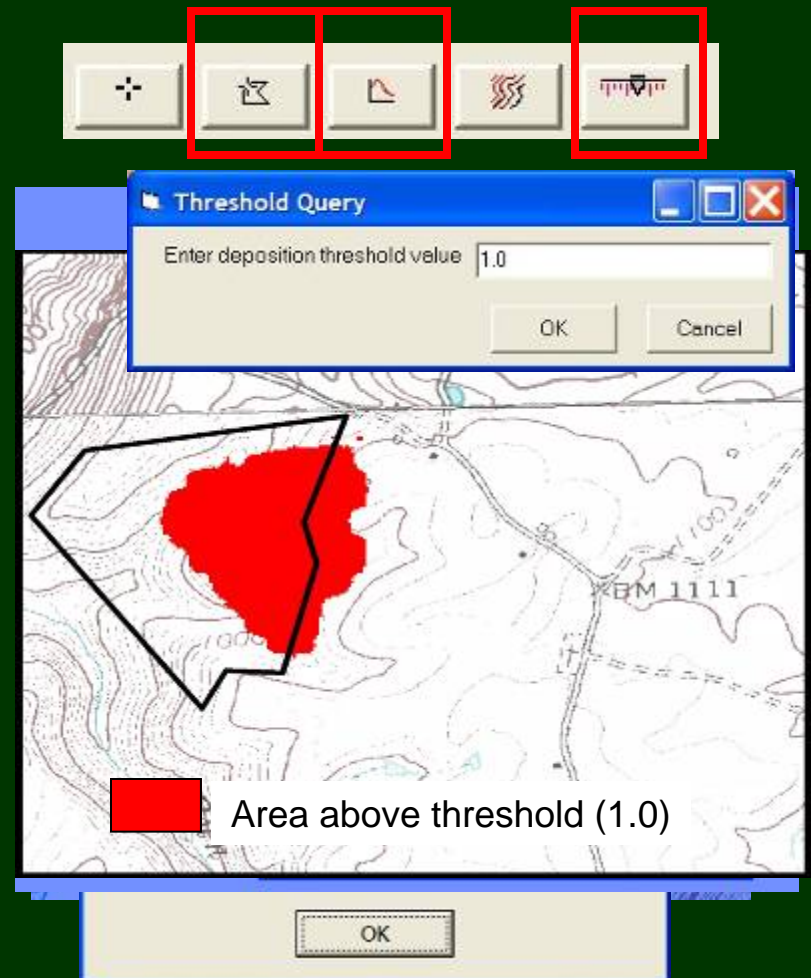 Threshold Query
Enter deposition threshold value 1.0
OK Cancel
BM 1111
Area above threshold (1.0)
OK